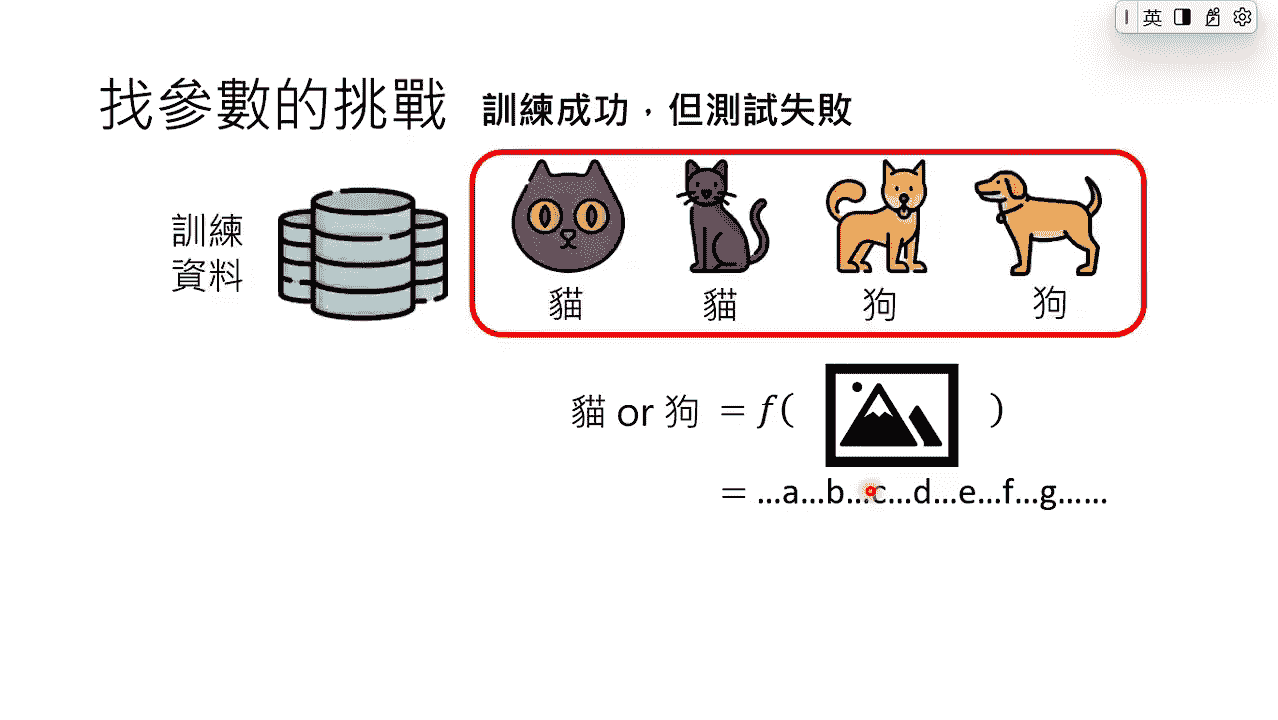 英
找參數的挑戰 訓練成功，但測試失敗
訓練
資料
貓 貓 狗 狗
貓 or 狗 = f( )
= …a…b…c…d…e…f…g……